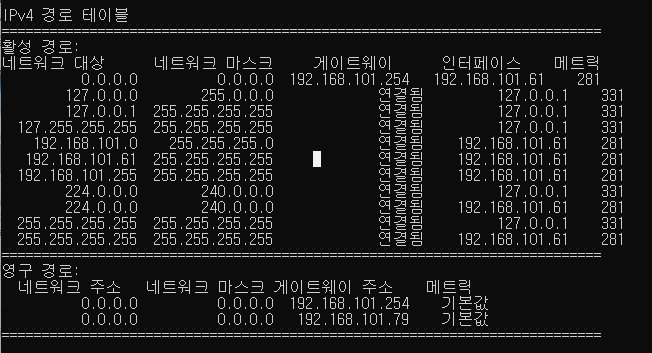 IPv4 경로 테이블
===========================================================================
활성 경로:
네트워크 대상 네트워크 마스크 게이트웨이 인터페이스 메트릭
0.0.0.0 0.0.0.0 192.168.101.254 192.168.101.61 281
127.0.0.0 255.0.0.0 연결됨 127.0.0.1 331
127.0.0.1 255.255.255.255 연결됨 127.0.0.1 331
127.255.255.255 255.255.255.255 연결됨 127.0.0.1 331
192.168.101.0 255.255.255.0 연결됨 192.168.101.61 281
192.168.101.61 255.255.255.255 연결됨 192.168.101.61 281
192.168.101.255 255.255.255.255 연결됨 192.168.101.61 281
224.0.0.0 240.0.0.0 연결됨 127.0.0.1 331
224.0.0.0 240.0.0.0 연결됨 192.168.101.61 281
255.255.255.255 255.255.255.255 연결됨 127.0.0.1 331
255.255.255.255 255.255.255.255 연결됨 192.168.101.61 281
===========================================================================
영구 경로:
네트워크 주소 네트워크 마스크 게이트웨이 주소 메트릭
0.0.0.0 0.0.0.0 192.168.101.254 기본값
0.0.0.0 0.0.0.0 192.168.101.79 기본값
===========================================================================